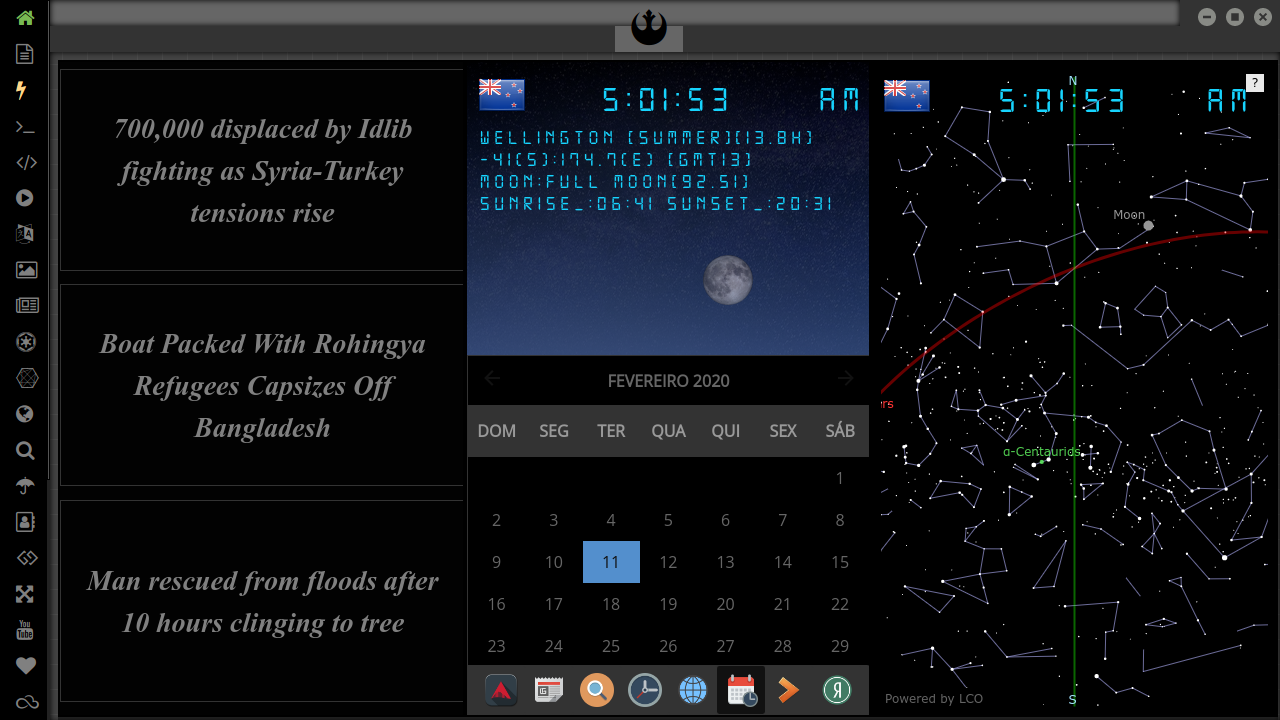 700,000 displaced by Idlib
fighting as Syria-Turkey
tensions rise
Boat Packed With Rohingya
Refugees Capsizes Off
Bangladesh
Man rescued from floods after
10 hours clinging to tree
5:01:53 AM
WELLINGTON (SUMMER)(13.8H)
-41(S):174.7(E) (GMT13)
MOON:FULL MOON(92.51)
SUNRISE_:06:41 SUNSET_:20:31
FEVEREIRO 2020
DOM SEG TER QUA QUI SEX SÁB
1
2 3 4 5 6 7 8
9 10 11 12 13 14 15
16 17 18 19 20 21 22
23 24 25 26 27 28 29
N
?
5:01:53 AM
Moon
rs
α-Centaurids
Powered by LCO
S
You
Tube
Я